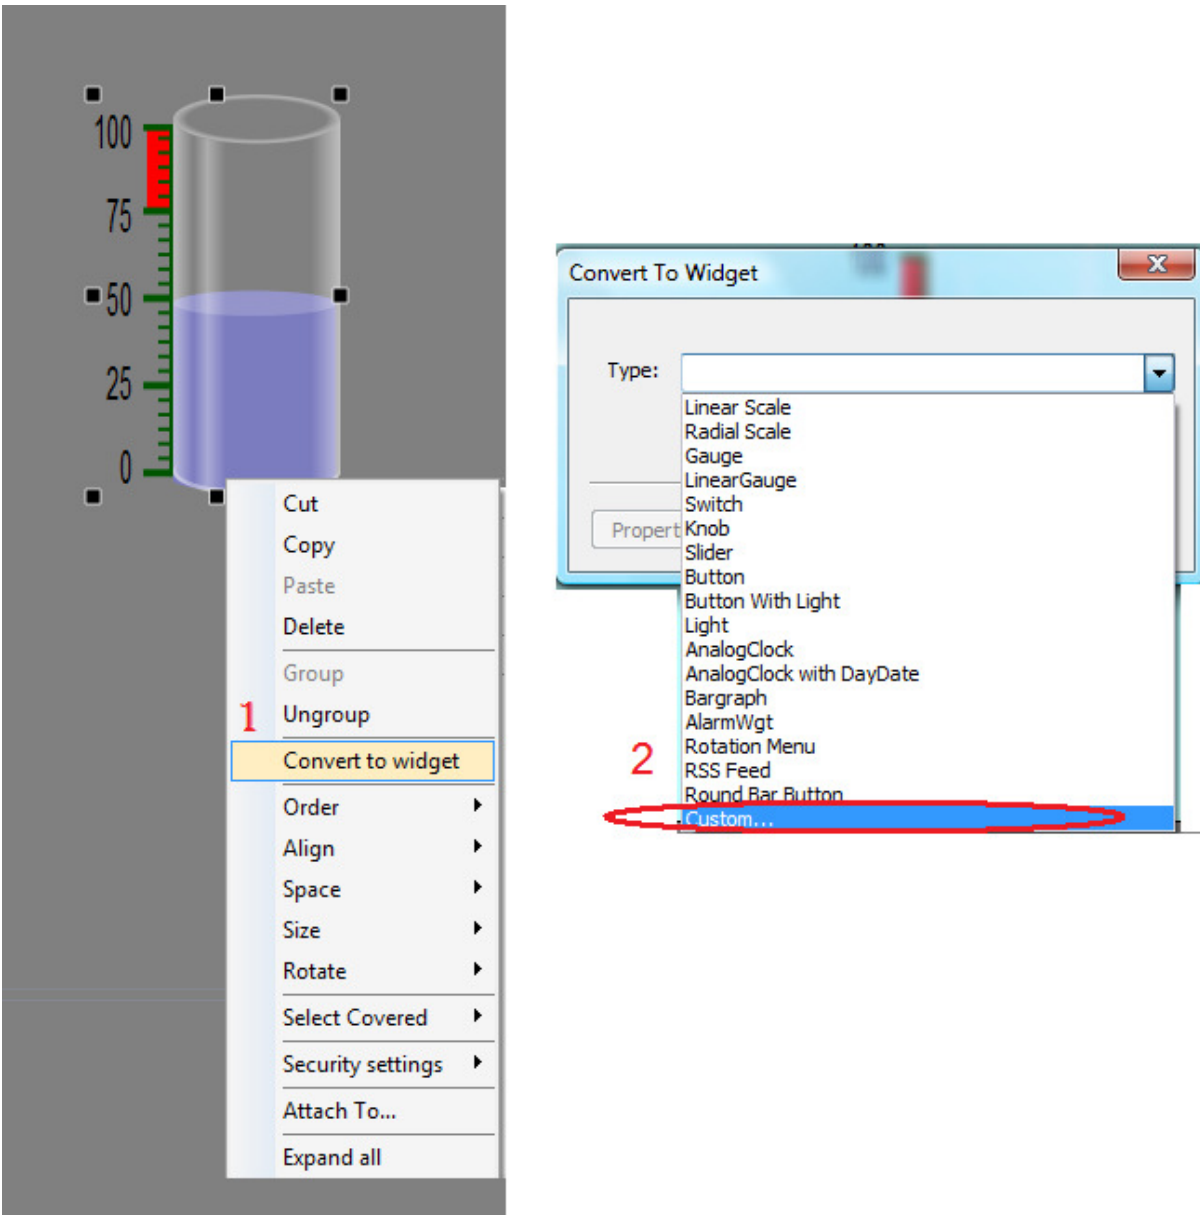 100
75
50
25
0
Cut
Copy
Paste
Delete
Group
1
Ungroup
Convert to widget
Order
Align
Space
Size
Rotate
Select Covered
Security settings
Attach To...
Expand all
Convert To Widget
Type:
Linear Scale
Radial Scale
Gauge
LinearGauge
Switch
Propert
Knob
Slider
Button
Button With Light
Light
AnalogClock
AnalogClock with DayDate
Bargraph
AlarmWgt
2
Rotation Menu
RSS Feed
Round Bar Button
Custom...